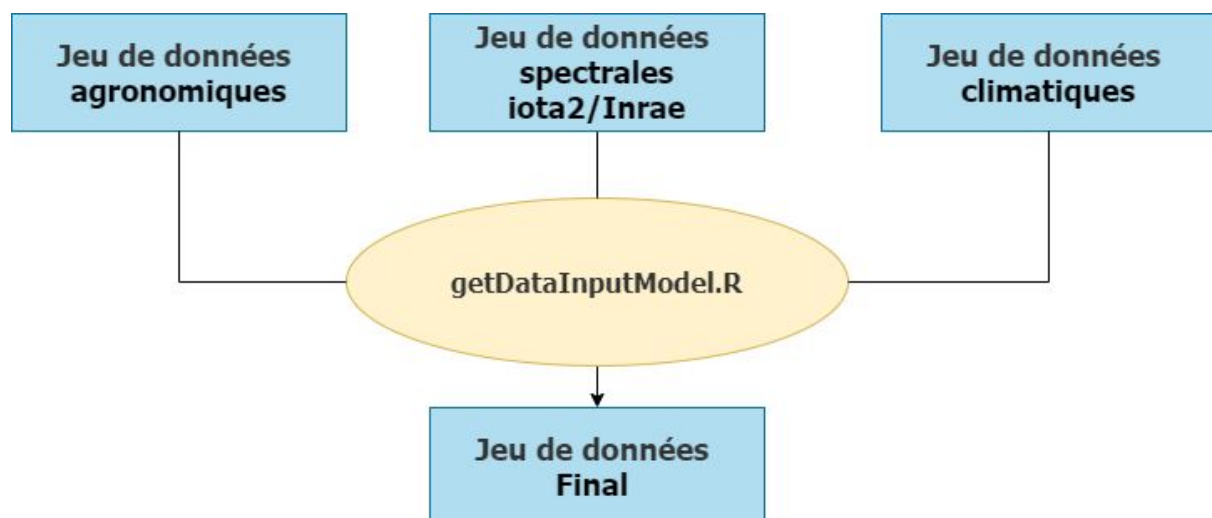 Jeu de données
agronomiques
Jeu de données
spectrales
iota2/Inrae
Jeu de données
climatiques
getDataInputModel.R
Jeu de données
Final